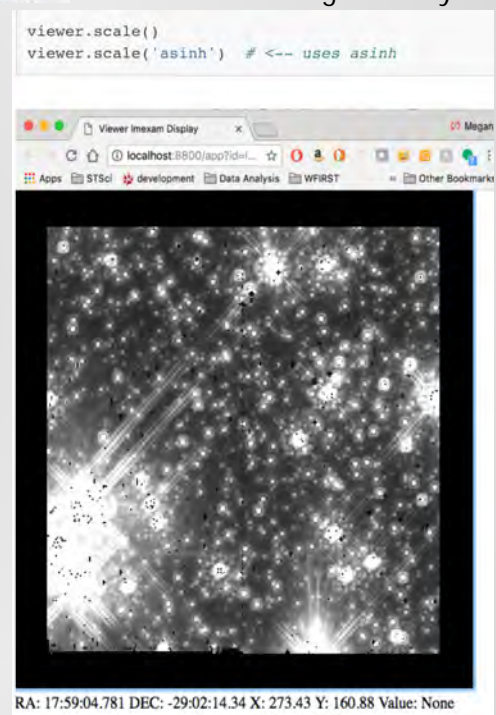 viewer.scale()
viewer.scale('asinh') # <-- uses asinh
Viewer Imexam Display
Megan
localhost:8800/app?id=l...
Apps STScI development Data Analysis WFIRST Other Bookmarks
RA: 17:59:04.781 DEC: -29:02:14.34 X: 273.43 Y: 160.88 Value: None